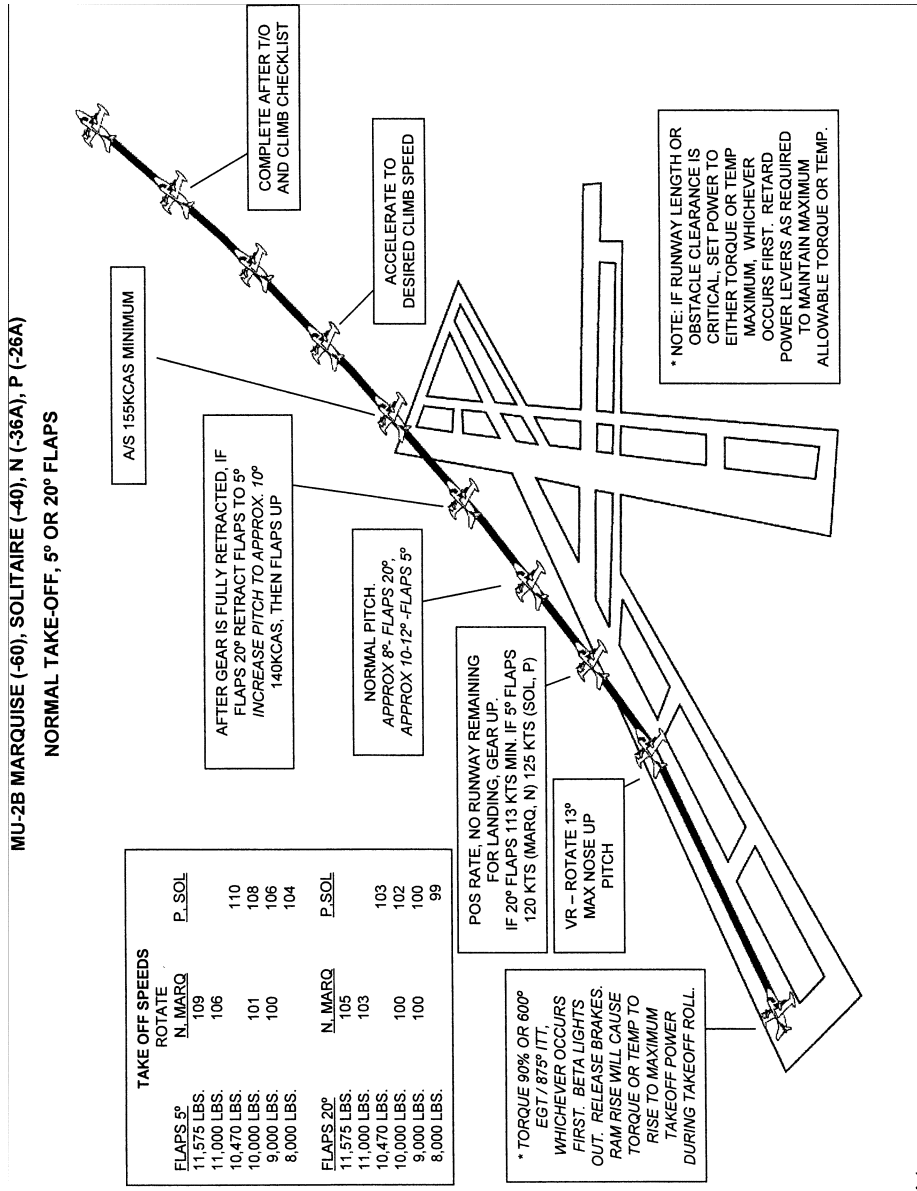 MU-2B MARQUISE (-60), SOLITAIRE (-40), N (-36A), P (-26A)
NORMAL TAKE-OFF, 5º OR 20º FLAPS
TAKE OFF SPEEDS
ROTATE
FLAPS 5º N, MARQ P, SOL
11,575 LBS. 109
11,000 LBS. 106
10,470 LBS. 110
10,000 LBS. 101 108
9,000 LBS. 100 106
8,000 LBS. 104
FLAPS 20º N, MARQ P,SOL
11,575 LBS. 105
11,000 LBS. 103
10,470 LBS. 103
10,000 LBS. 100 102
9,000 LBS. 100 100
8,000 LBS. 99
* TORQUE 90% OR 600º
EGT / 875º ITT,
WHICHEVER OCCURS
FIRST. BETA LIGHTS
OUT. RELEASE BRAKES.
RAM RISE WILL CAUSE
TORQUE OR TEMP TO
RISE TO MAXIMUM
TAKEOFF POWER
DURING TAKEOFF ROLL.
VR – ROTATE 13º
MAX NOSE UP
PITCH
POS RATE, NO RUNWAY REMAINING
FOR LANDING, GEAR UP.
IF 20º FLAPS 113 KTS MIN. IF 5º FLAPS
120 KTS (MARQ, N) 125 KTS (SOL, P)
NORMAL PITCH.
APPROX 8º- FLAPS 20º,
APPROX 10-12º -FLAPS 5º
AFTER GEAR IS FULLY RETRACTED, IF
FLAPS 20º RETRACT FLAPS TO 5º
INCREASE PITCH TO APPROX. 10º
140KCAS, THEN FLAPS UP
A/S 155KCAS MINIMUM
ACCELERATE TO
DESIRED CLIMB SPEED
COMPLETE AFTER T/O
AND CLIMB CHECKLIST
* NOTE: IF RUNWAY LENGTH OR
OBSTACLE CLEARANCE IS
CRITICAL, SET POWER TO
EITHER TORQUE OR TEMP
MAXIMUM, WHICHEVER
OCCURS FIRST. RETARD
POWER LEVERS AS REQUIRED
TO MAINTAIN MAXIMUM
ALLOWABLE TORQUE OR TEMP.